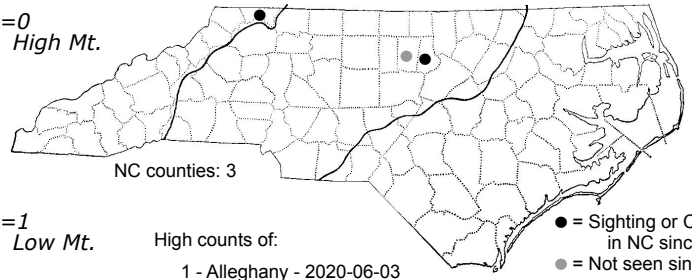 =0
High Mt.
NC counties: 3
=1
Low Mt.
High counts of:
1 - Alleghany - 2020-06-03
= Sighting or C
in NC sinc
= Not seen sin